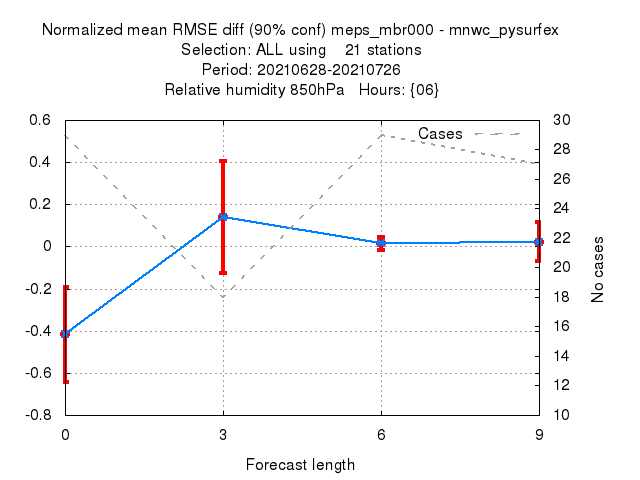 Normalized mean RMSE diff (90% conf) meps_mbr000 - mnwc_pysurfex
Selection: ALL using    21 stations
Period: 20210628-20210726
Relative humidity 850hPa   Hours: {06}
Cases
0.6
0.4
0.2
0
-0.2
-0.4
-0.6
-0.8
30
28
26
24
22
20
18
16
14
12
10
No cases
0 3 6 9
Forecast length